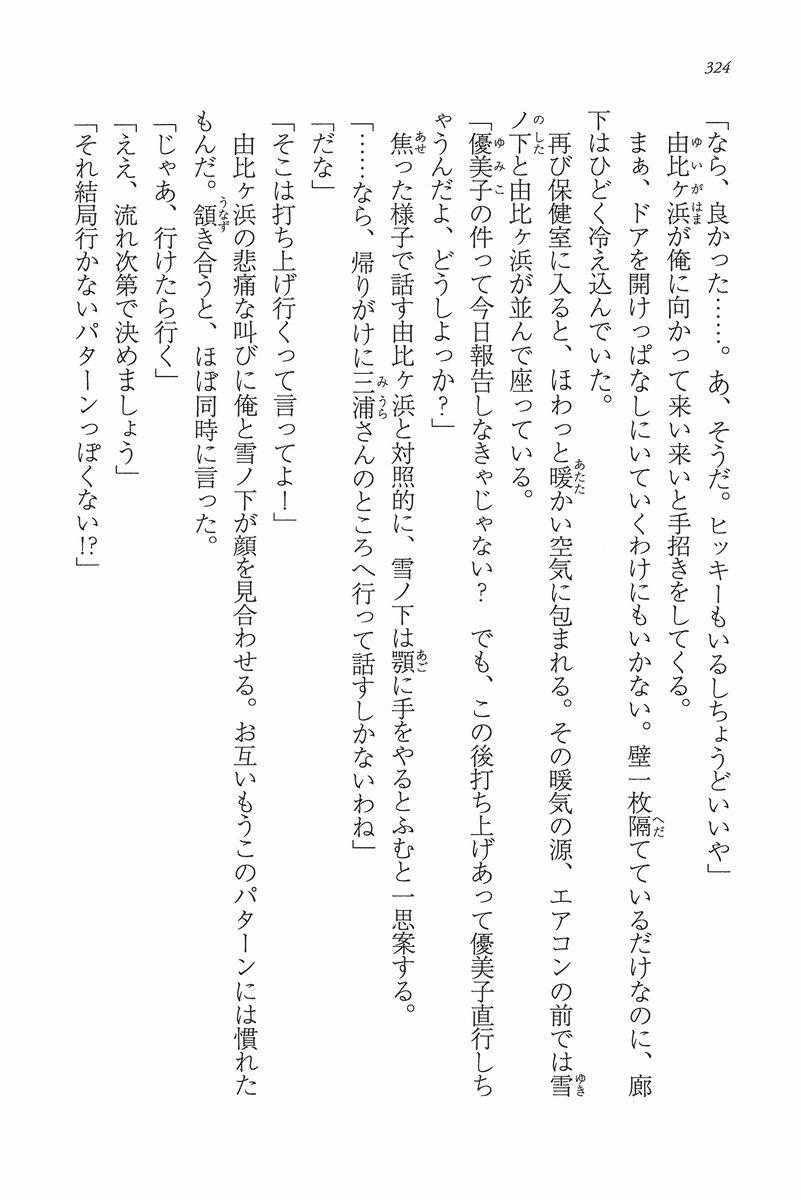 324
「なら、良かった……。あ、そうだ。ヒッキーもいるしちょうどいいや」
由比ヶ浜が俺に向かって来い来いと手招きをしてくる。
まぁ、ドアを開けっぱなしにいていくわけにもいかない。壁一枚隔てているだけなのに、廊
下はひどく冷え込んでいた。
再び保健室に入ると、ほわっと暖かい空気に包まれる。その暖気の源、エアコンの前では雪
ノ下と由比ヶ浜が並んで座っている。
「優美子の件って今日報告しなきゃじゃない？　でも、この後打ち上げあって優美子直行しち
ゃうんだよ、どうしよっか？」
焦った様子で話す由比ヶ浜と対照的に、雪ノ下は顎に手をやるとふむと一思案する。
「……なら、帰りがけに三浦さんのところへ行って話すしかないわね」
「だな」
「そこは打ち上げ行くって言ってよ！」
由比ヶ浜の悲痛な叫びに俺と雪ノ下が顔を見合わせる。お互いもうこのパターンには慣れた
もんだ。頷き合うと、ほぼ同時に言った。
「じゃあ、行けたら行く」
「ええ、流れ次第で決めましょう」
「それ結局行かないパターンっぽくない!?」